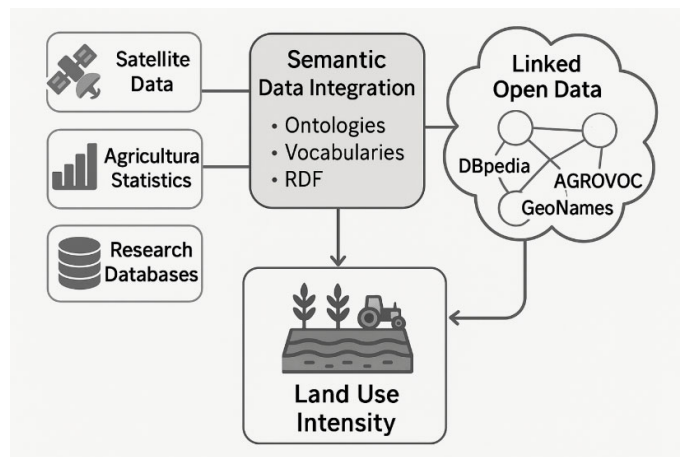 Satellite
Data
Agricultura
Statistics
Research
Databases
Semantic
Data Integration
• Ontologies
• Vocabularies
• RDF
Linked
Open Data
DBpedia
AGROVOC
GeoNames
Land Use
Intensity